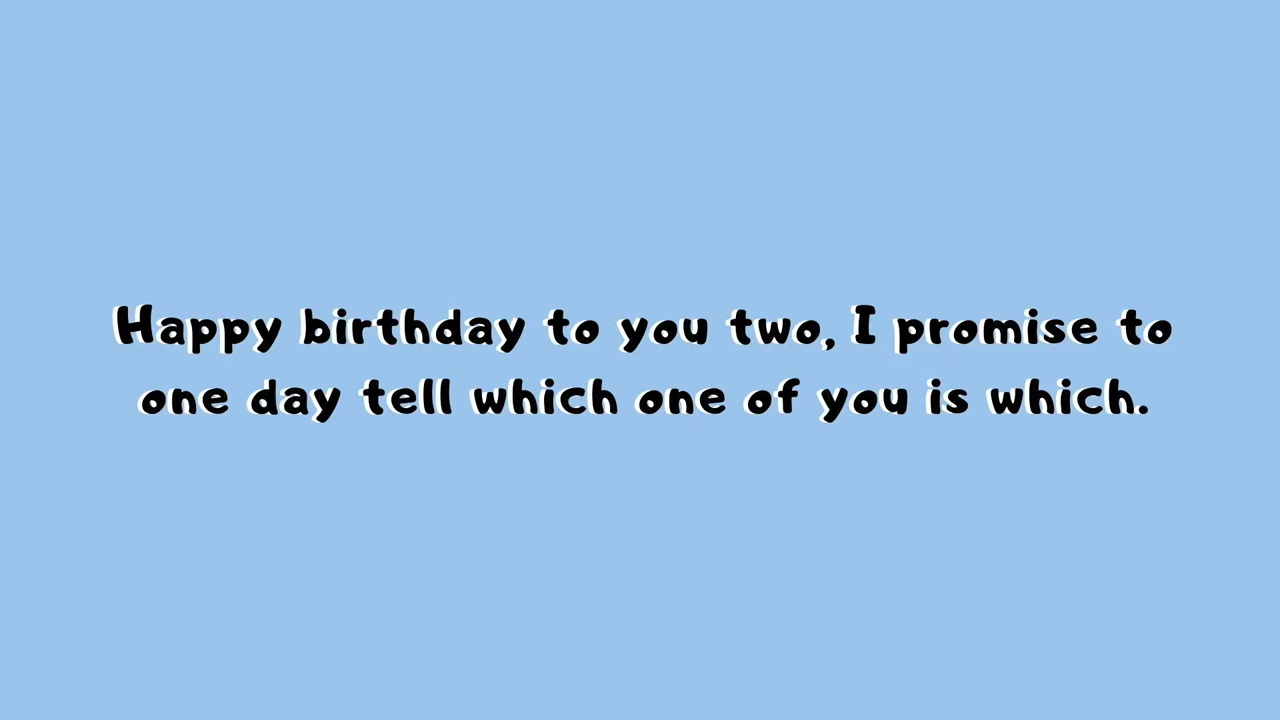 Happy birthday to you two, I promise to
one day tell which one of you is which.